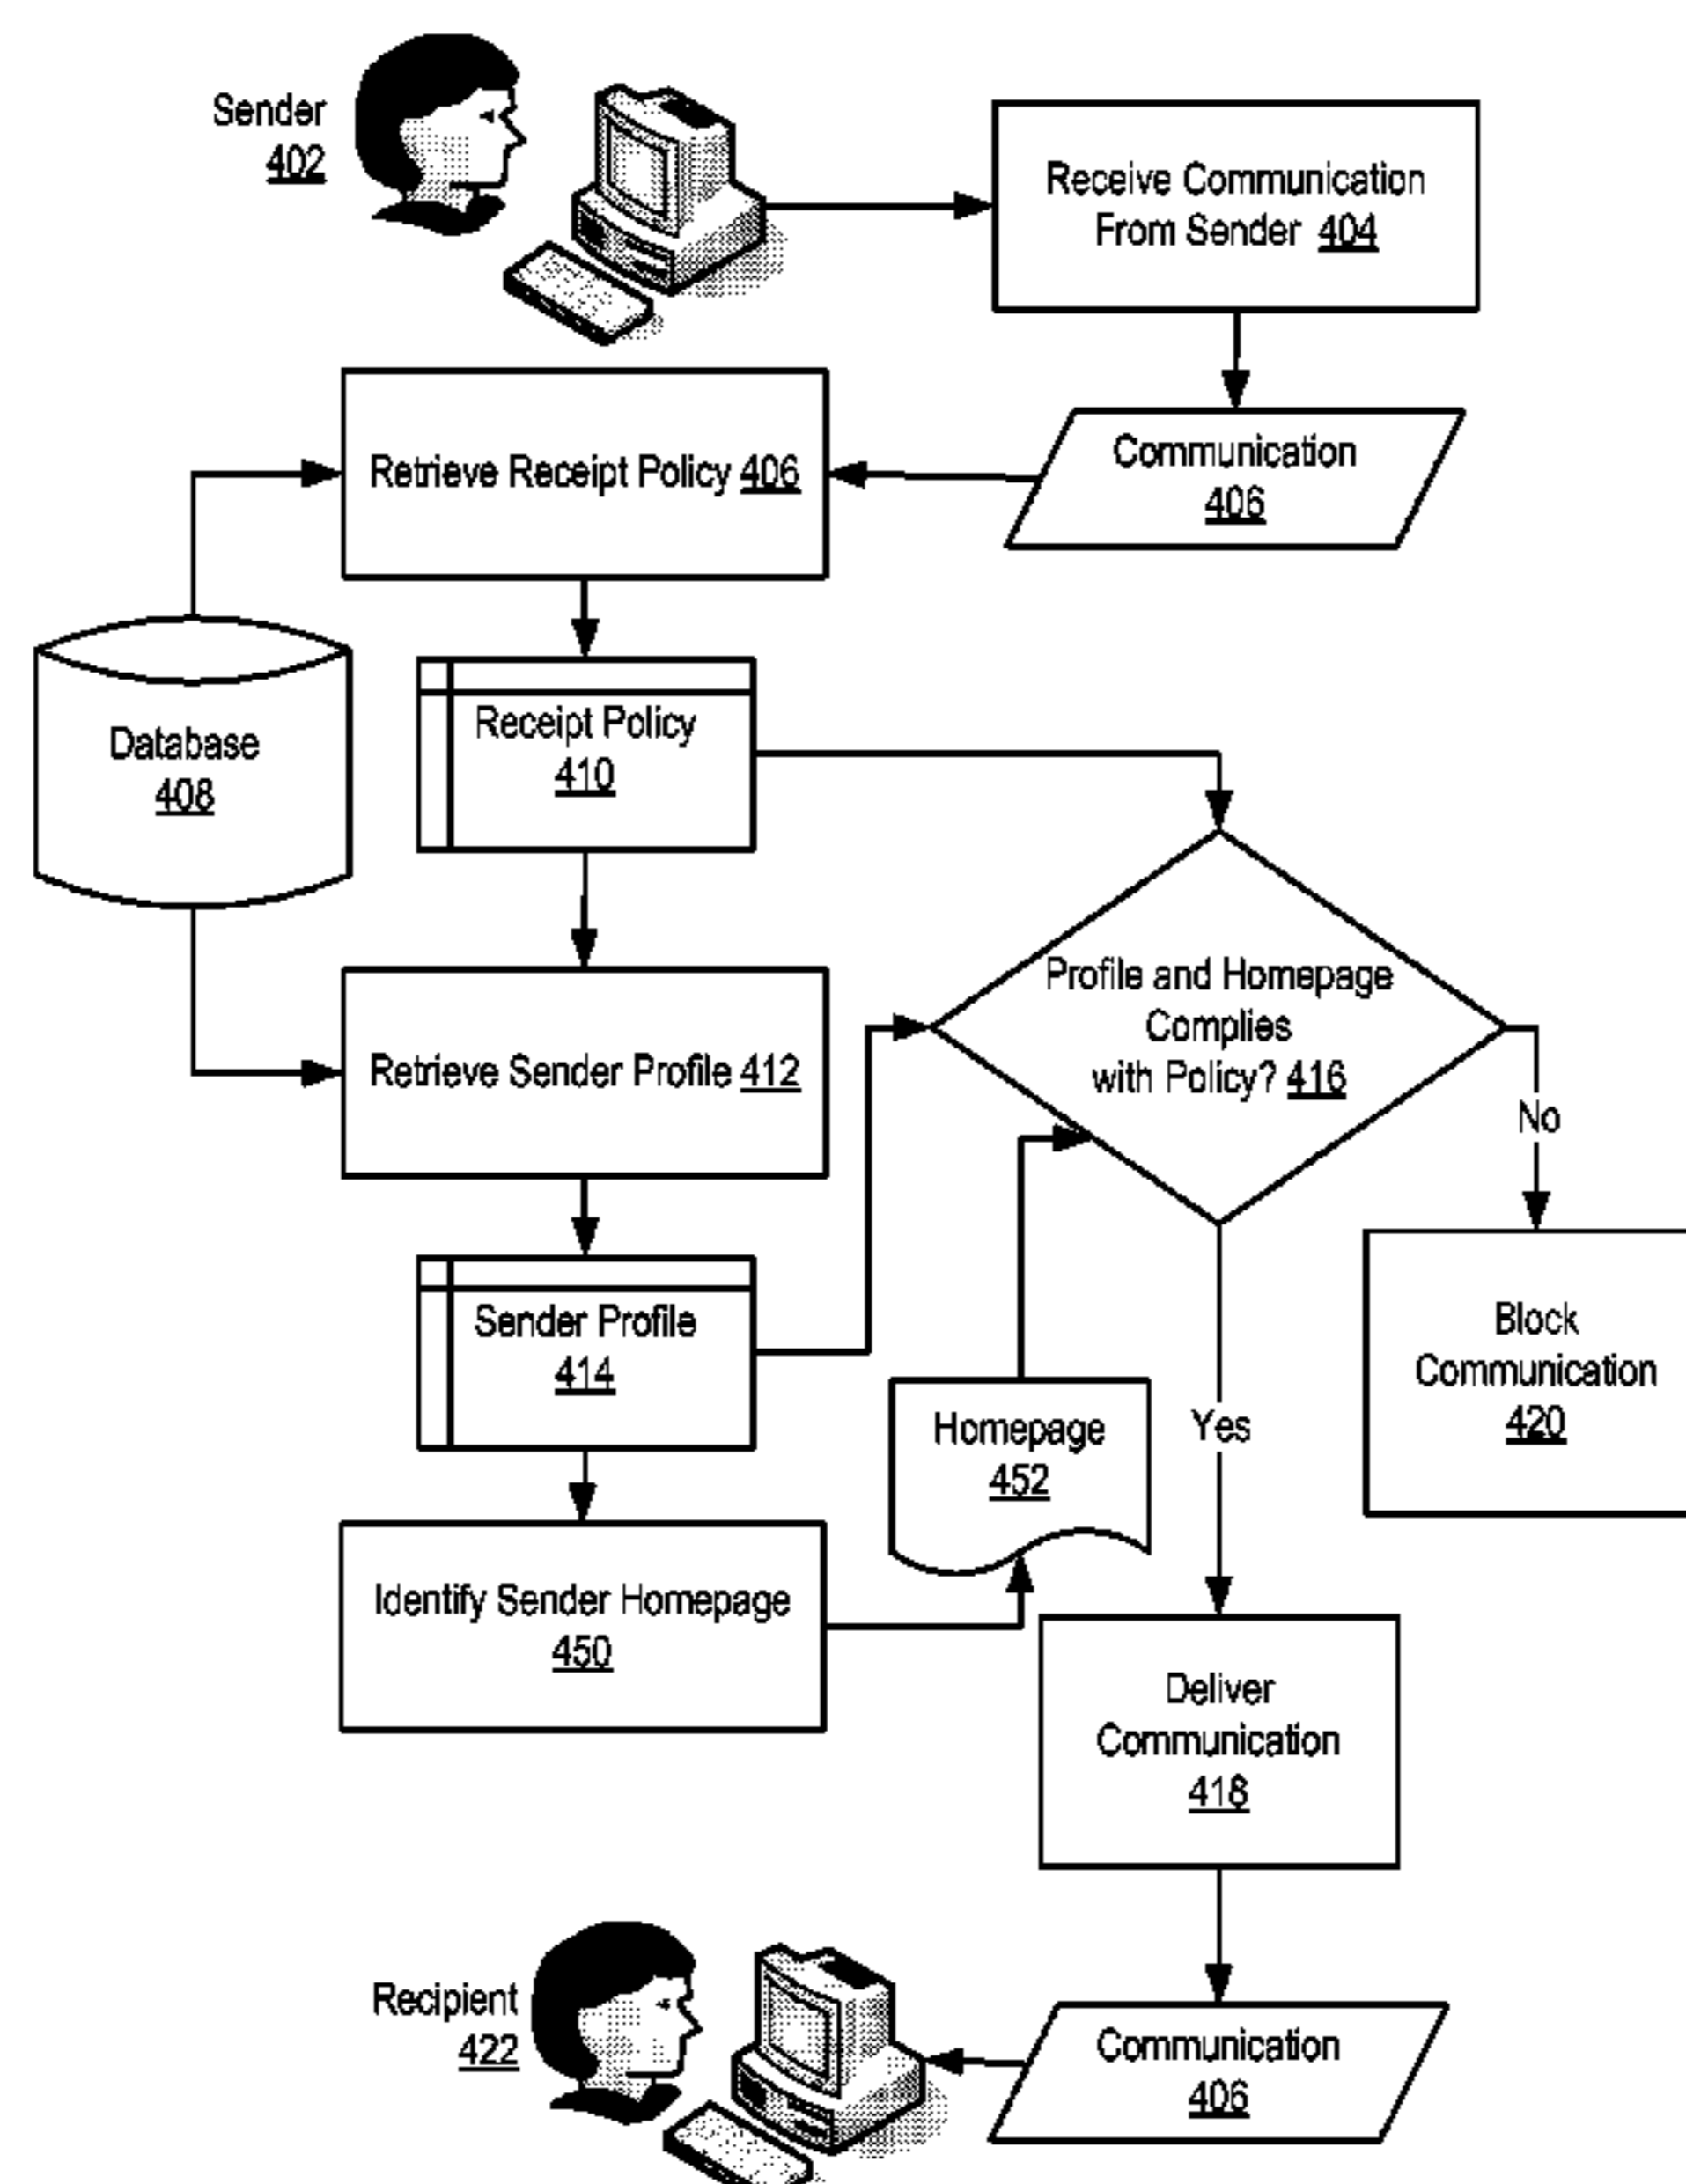 Sender
402
Receive Communication
From Sender 404
Retrieve Receipt Policy 406
Communication
406
Database
408
Receipt Policy
410
Profile and Homepage
Complies
with Policy? 416
Retrieve Sender Profile 412
No
Sender Profile
414
Block
Communication
420
Homepage
452
Yes
Identify Sender Homepage
450
Deliver
Communication
418
Recipient
422
Communication
406